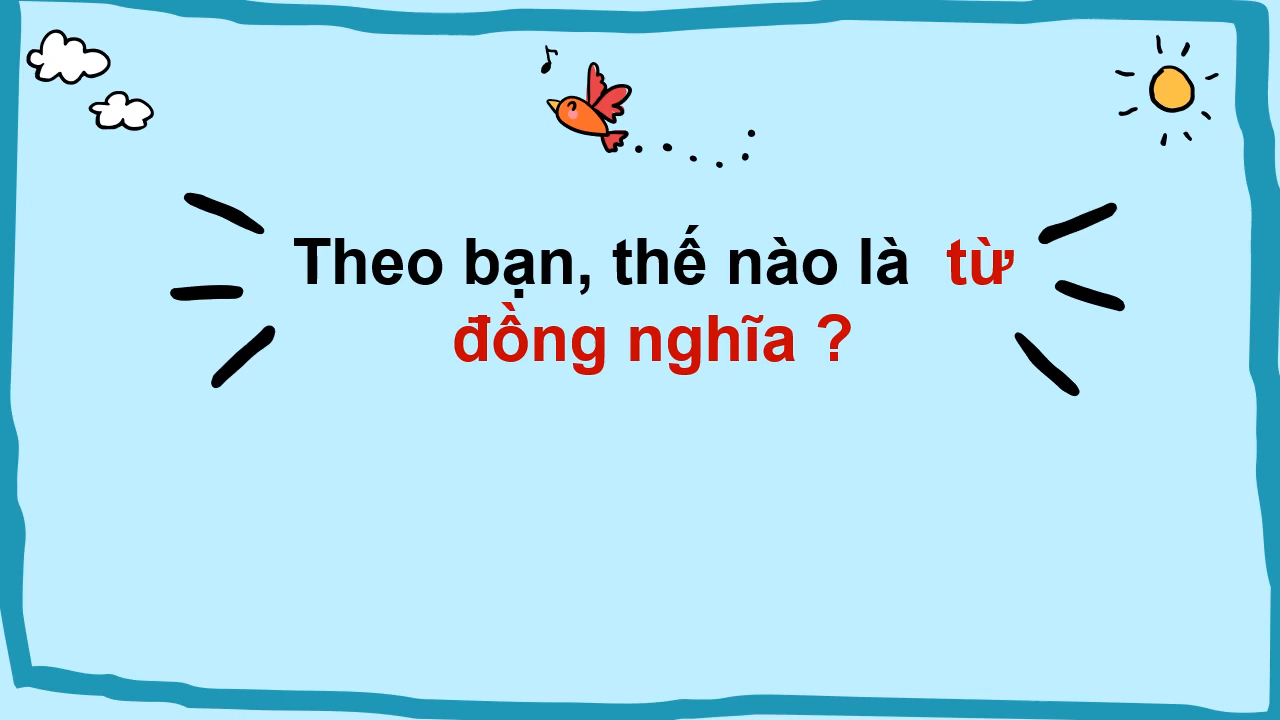 Theo bạn, thế nào là từ
đồng nghĩa ?